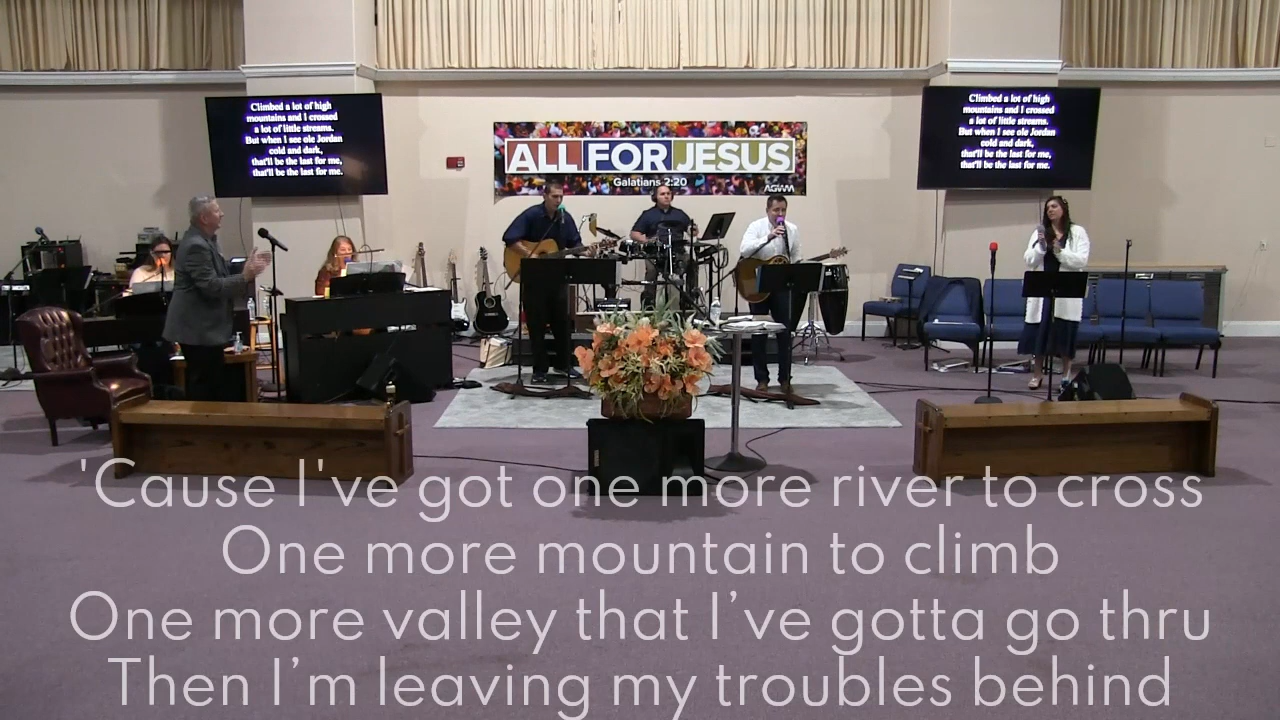 Climbed a lot of high
mountains and I crossed
a lot of little streams.
But when I see ole Jordan
cold and dark,
that'll be the last for me,
that'll be the last for me.
ALL FOR JESUS
Galatians 2:20
AGWM
Climbed a lot of high
mountains and I crossed
a lot of little streams.
But when I see ole Jordan
cold and dark,
that'll be the last for me,
that'll be the last for me.
'Cause I've got one more river to cross
One more mountain to climb
One more valley that I’ve gotta go thru
Then I’m leaving my troubles behind